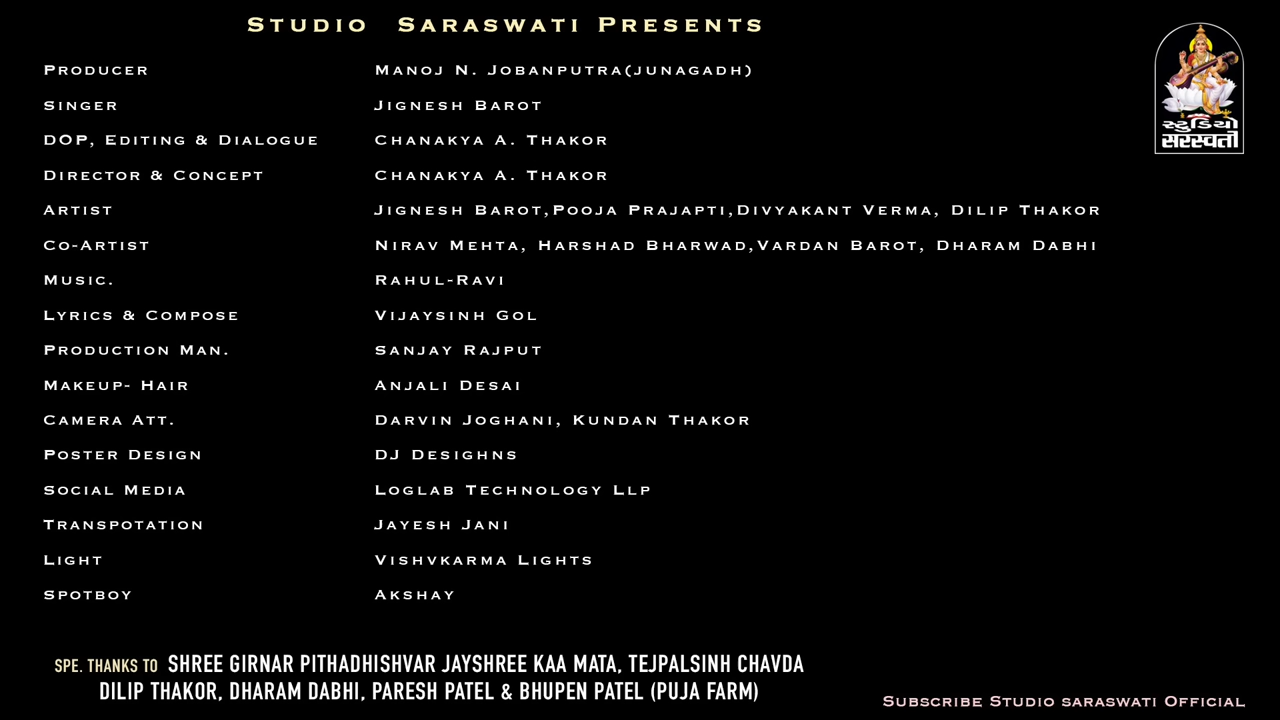 Studio Saraswati Presents
Producer Manoj N. Jobanputra(junagadh)
Singer Jignesh Barot
DOP, Editing & Dialogue Chanakya A. Thakor
Director & Concept Chanakya A. Thakor
Artist Jignesh Barot,Pooja Prajapti,Divyakant Verma, Dilip Thakor
Co-Artist Nirav Mehta, Harshad Bharwad,Vardan Barot, Dharam Dabhi
Music. Rahul-Ravi
Lyrics & Compose Vijaysinh Gol
Production Man. Sanjay Rajput
Makeup- Hair Anjali Desai
Camera Att. Darvin Joghani, Kundan Thakor
Poster Design DJ Desighns
Social Media Loglab Technology Llp
Transpotation Jayesh Jani
Light Vishvkarma Lights
Spotboy Akshay
સ્ટુડિયો
સરસ્વતી
SPE. THANKS TO SHREE GIRNAR PITHADHISHVAR JAYSHREE KAA MATA, TEJPALSINH CHAVDA
DILIP THAKOR, DHARAM DABHI, PARESH PATEL & BHUPEN PATEL (PUJA FARM)
Subscribe Studio saraswati Official